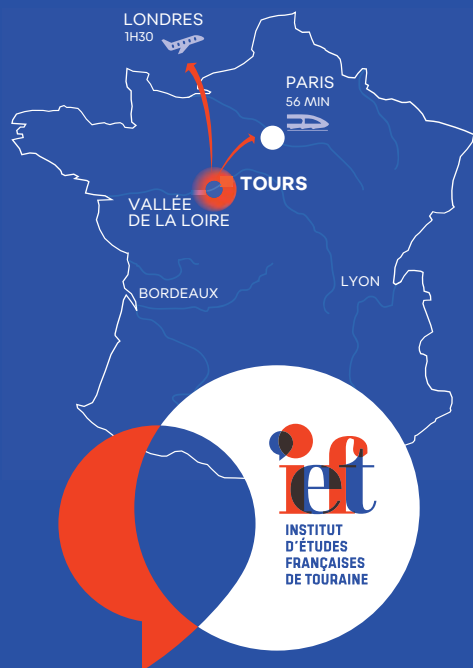 LONDRES
1H30
PARIS
56 MIN
TOURS
VALLÉE
DE LA LOIRE
LYON
BORDEAUX
ieft
INSTITUT
D'ÉTUDES
FRANÇAISES
DE TOURAINE